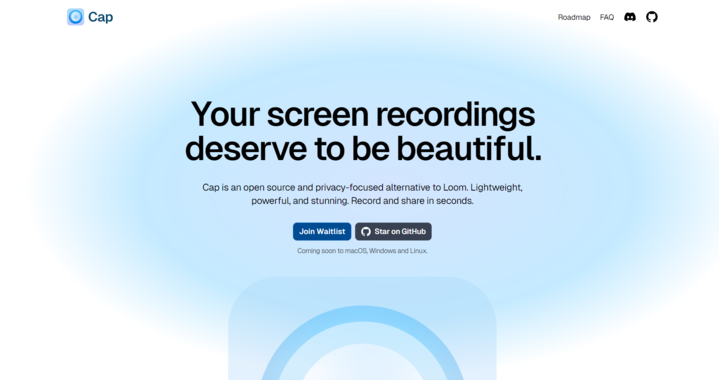 Cap
Roadmap FAQ
Your screen recordings
deserve to be beautiful.
Cap is an open source and privacy-focused alternative to Loom. Lightweight,
powerful, and stunning. Record and share in seconds.
Join Waitlist Star on GitHub
Coming soon to macOS, Windows and Linux.